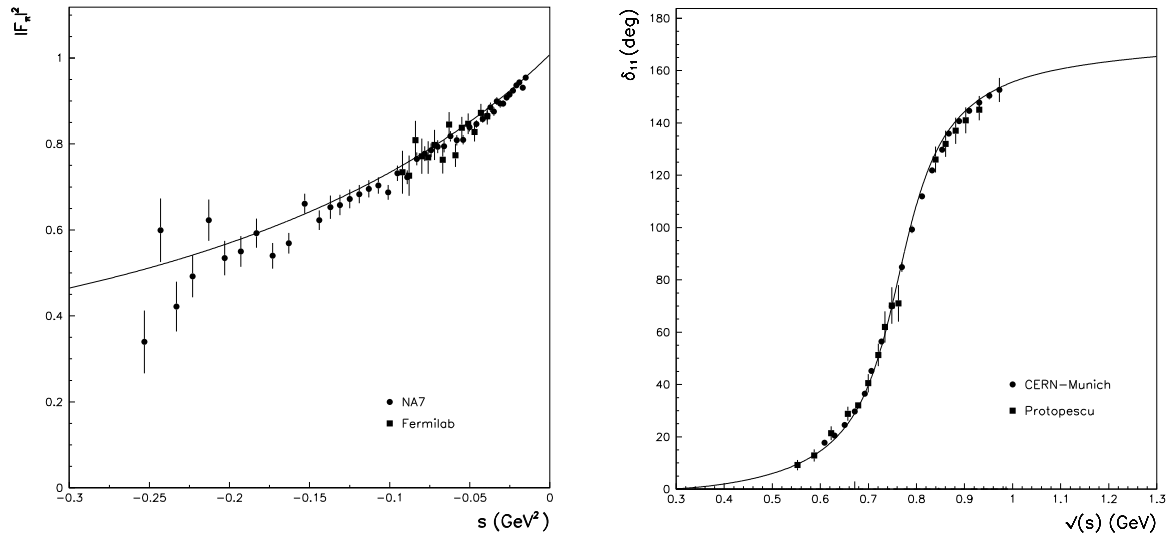 |Fπ|²
1
0.8
0.6
0.4
0.2
0
−0.3 −0.25 −0.2 −0.15 −0.1 −0.05 0
s (GeV²)
NA7
Fermilab
δ₁₁ (deg)
180
160
140
120
100
80
60
40
20
0
0.3 0.4 0.5 0.6 0.7 0.8 0.9 1 1.1 1.2 1.3
√(s) (GeV)
CERN−Munich
Protopescu